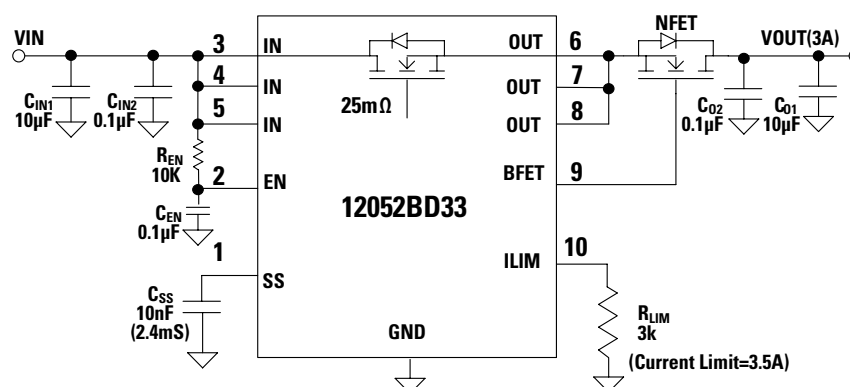 NFET
VIN
VOUT(3A)
3
IN
OUT
6
4
IN
OUT
7
5
IN
OUT
8
25mΩ
CIN1
10µF
CIN2
0.1µF
CO2
0.1µF
CO1
10µF
REN
10K
2
EN
BFET
9
12052BD33
CEN
0.1µF
1
SS
ILIM
10
CSS
10nF
(2.4mS)
GND
RLIM
3k
(Current Limit=3.5A)